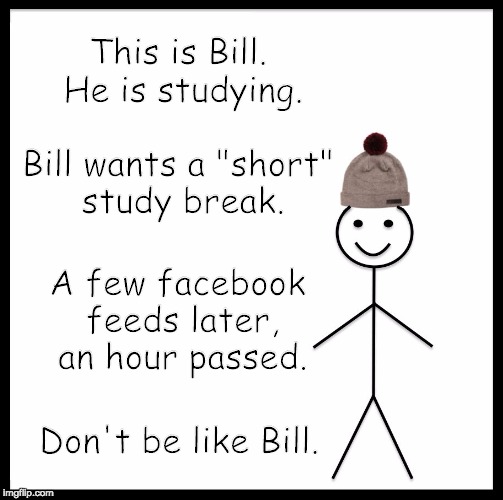 This is Bill.
He is studying.
Bill wants a "short"
study break.
A few facebook
feeds later,
an hour passed.
Don't be like Bill.
imgflip.com